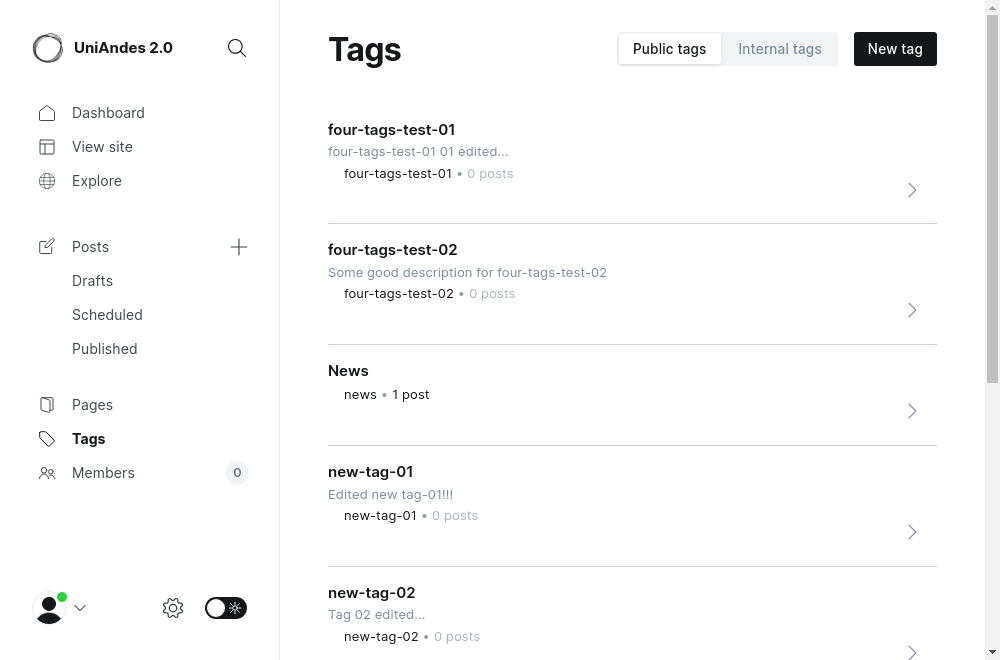 UniAndes 2.0
Dashboard
View site
Explore
Posts
Drafts
Scheduled
Published
Pages
Tags
Members 0
Tags
Public tags Internal tags New tag
four-tags-test-01
four-tags-test-01 01 edited...
four-tags-test-01 • 0 posts
four-tags-test-02
Some good description for four-tags-test-02
four-tags-test-02 • 0 posts
News
news • 1 post
new-tag-01
Edited new tag-01!!!
new-tag-01 • 0 posts
new-tag-02
Tag 02 edited...
new-tag-02 • 0 posts